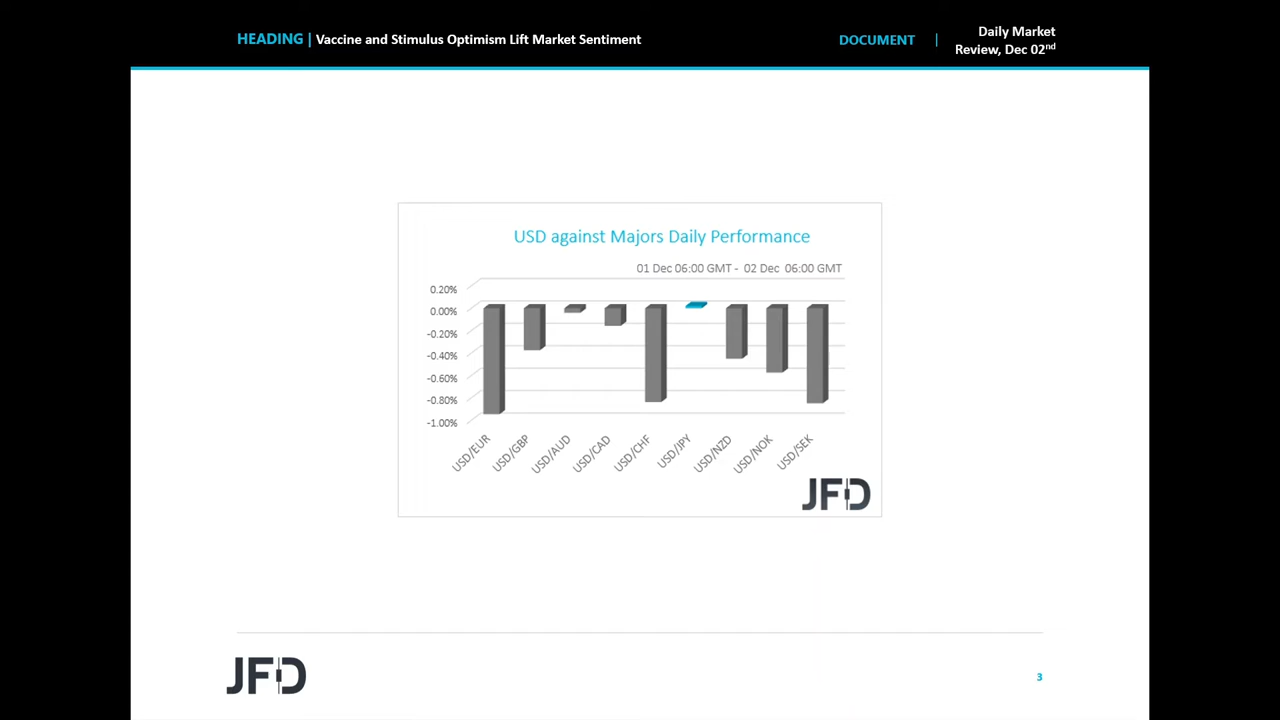 HEADING | Vaccine and Stimulus Optimism Lift Market Sentiment
DOCUMENT |
Daily Market
Review, Dec 02nd
USD against Majors Daily Performance
01 Dec 06:00 GMT - 02 Dec 06:00 GMT
0.20%
0.00%
-0.20%
-0.40%
-0.60%
-0.80%
-1.00%
USD/EUR
USD/GBP
USD/AUD
USD/CAD
USD/CHF
USD/JPY
USD/NZD
USD/NOK
USD/SEK
JFD
JFD
3